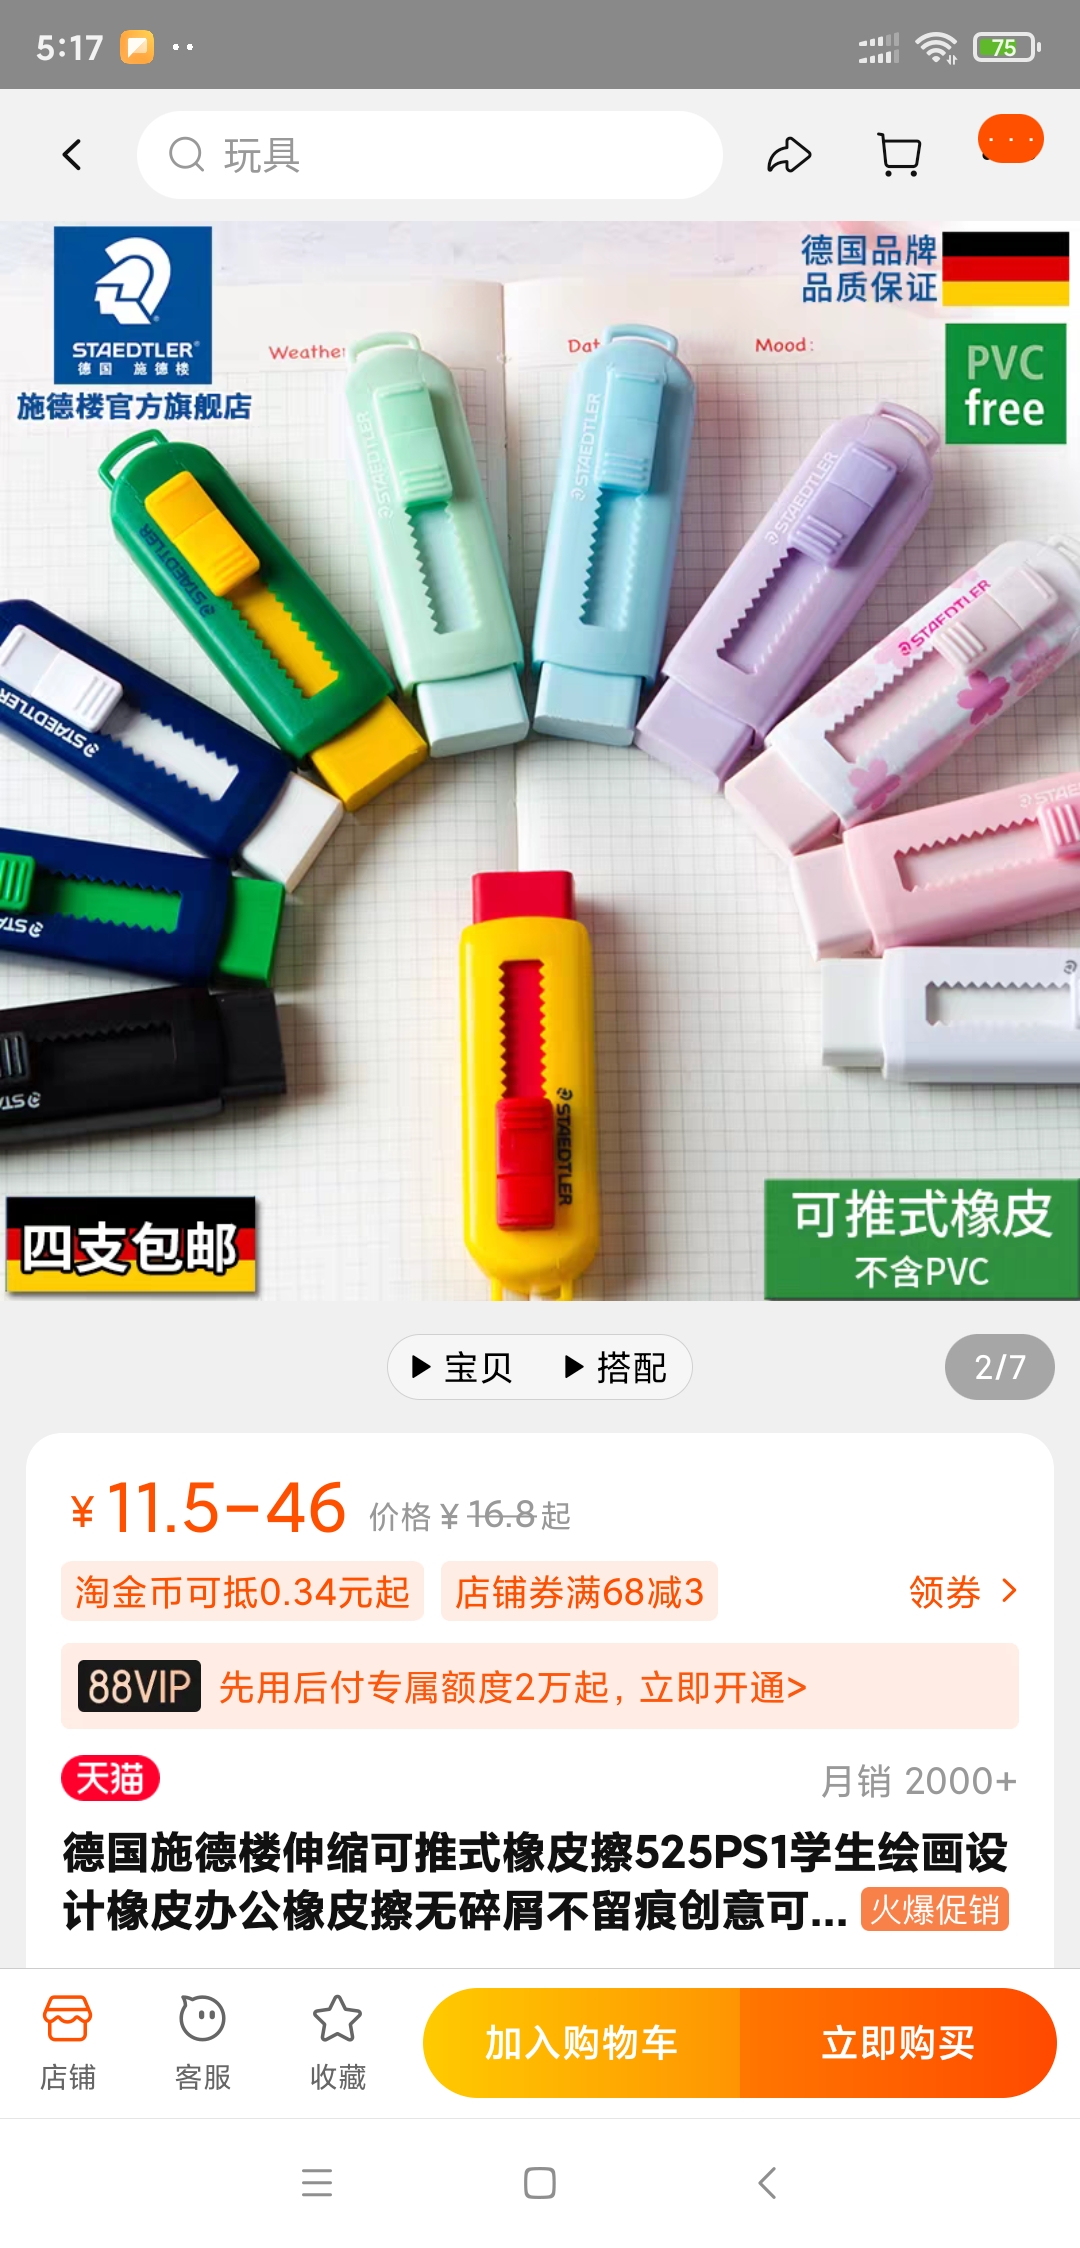 5:17
75
玩具
STAEDTLER
德国 施德楼
施德楼官方旗舰店
德国品牌
品质保证
PVC
free
Weather
Dat
Mood:
STAEDTLER
STAEDTLER
STAEDTLER
STAEDTLER
STAEDTLER
STAEDTLER
STAE
STA
STA
STAEDTLER
四支包邮
可推式橡皮
不含PVC
宝贝
搭配
2/7
¥11.5-46 价格¥16.8起
淘金币可抵0.34元起 店铺券满68减3 领券
88VIP 先用后付专属额度2万起, 立即开通>
天猫 月销 2000+
德国施德楼伸缩可推式橡皮擦525PS1学生绘画设
计橡皮办公橡皮擦无碎屑不留痕创意可... 火爆促销
店铺 客服 收藏 加入购物车 立即购买